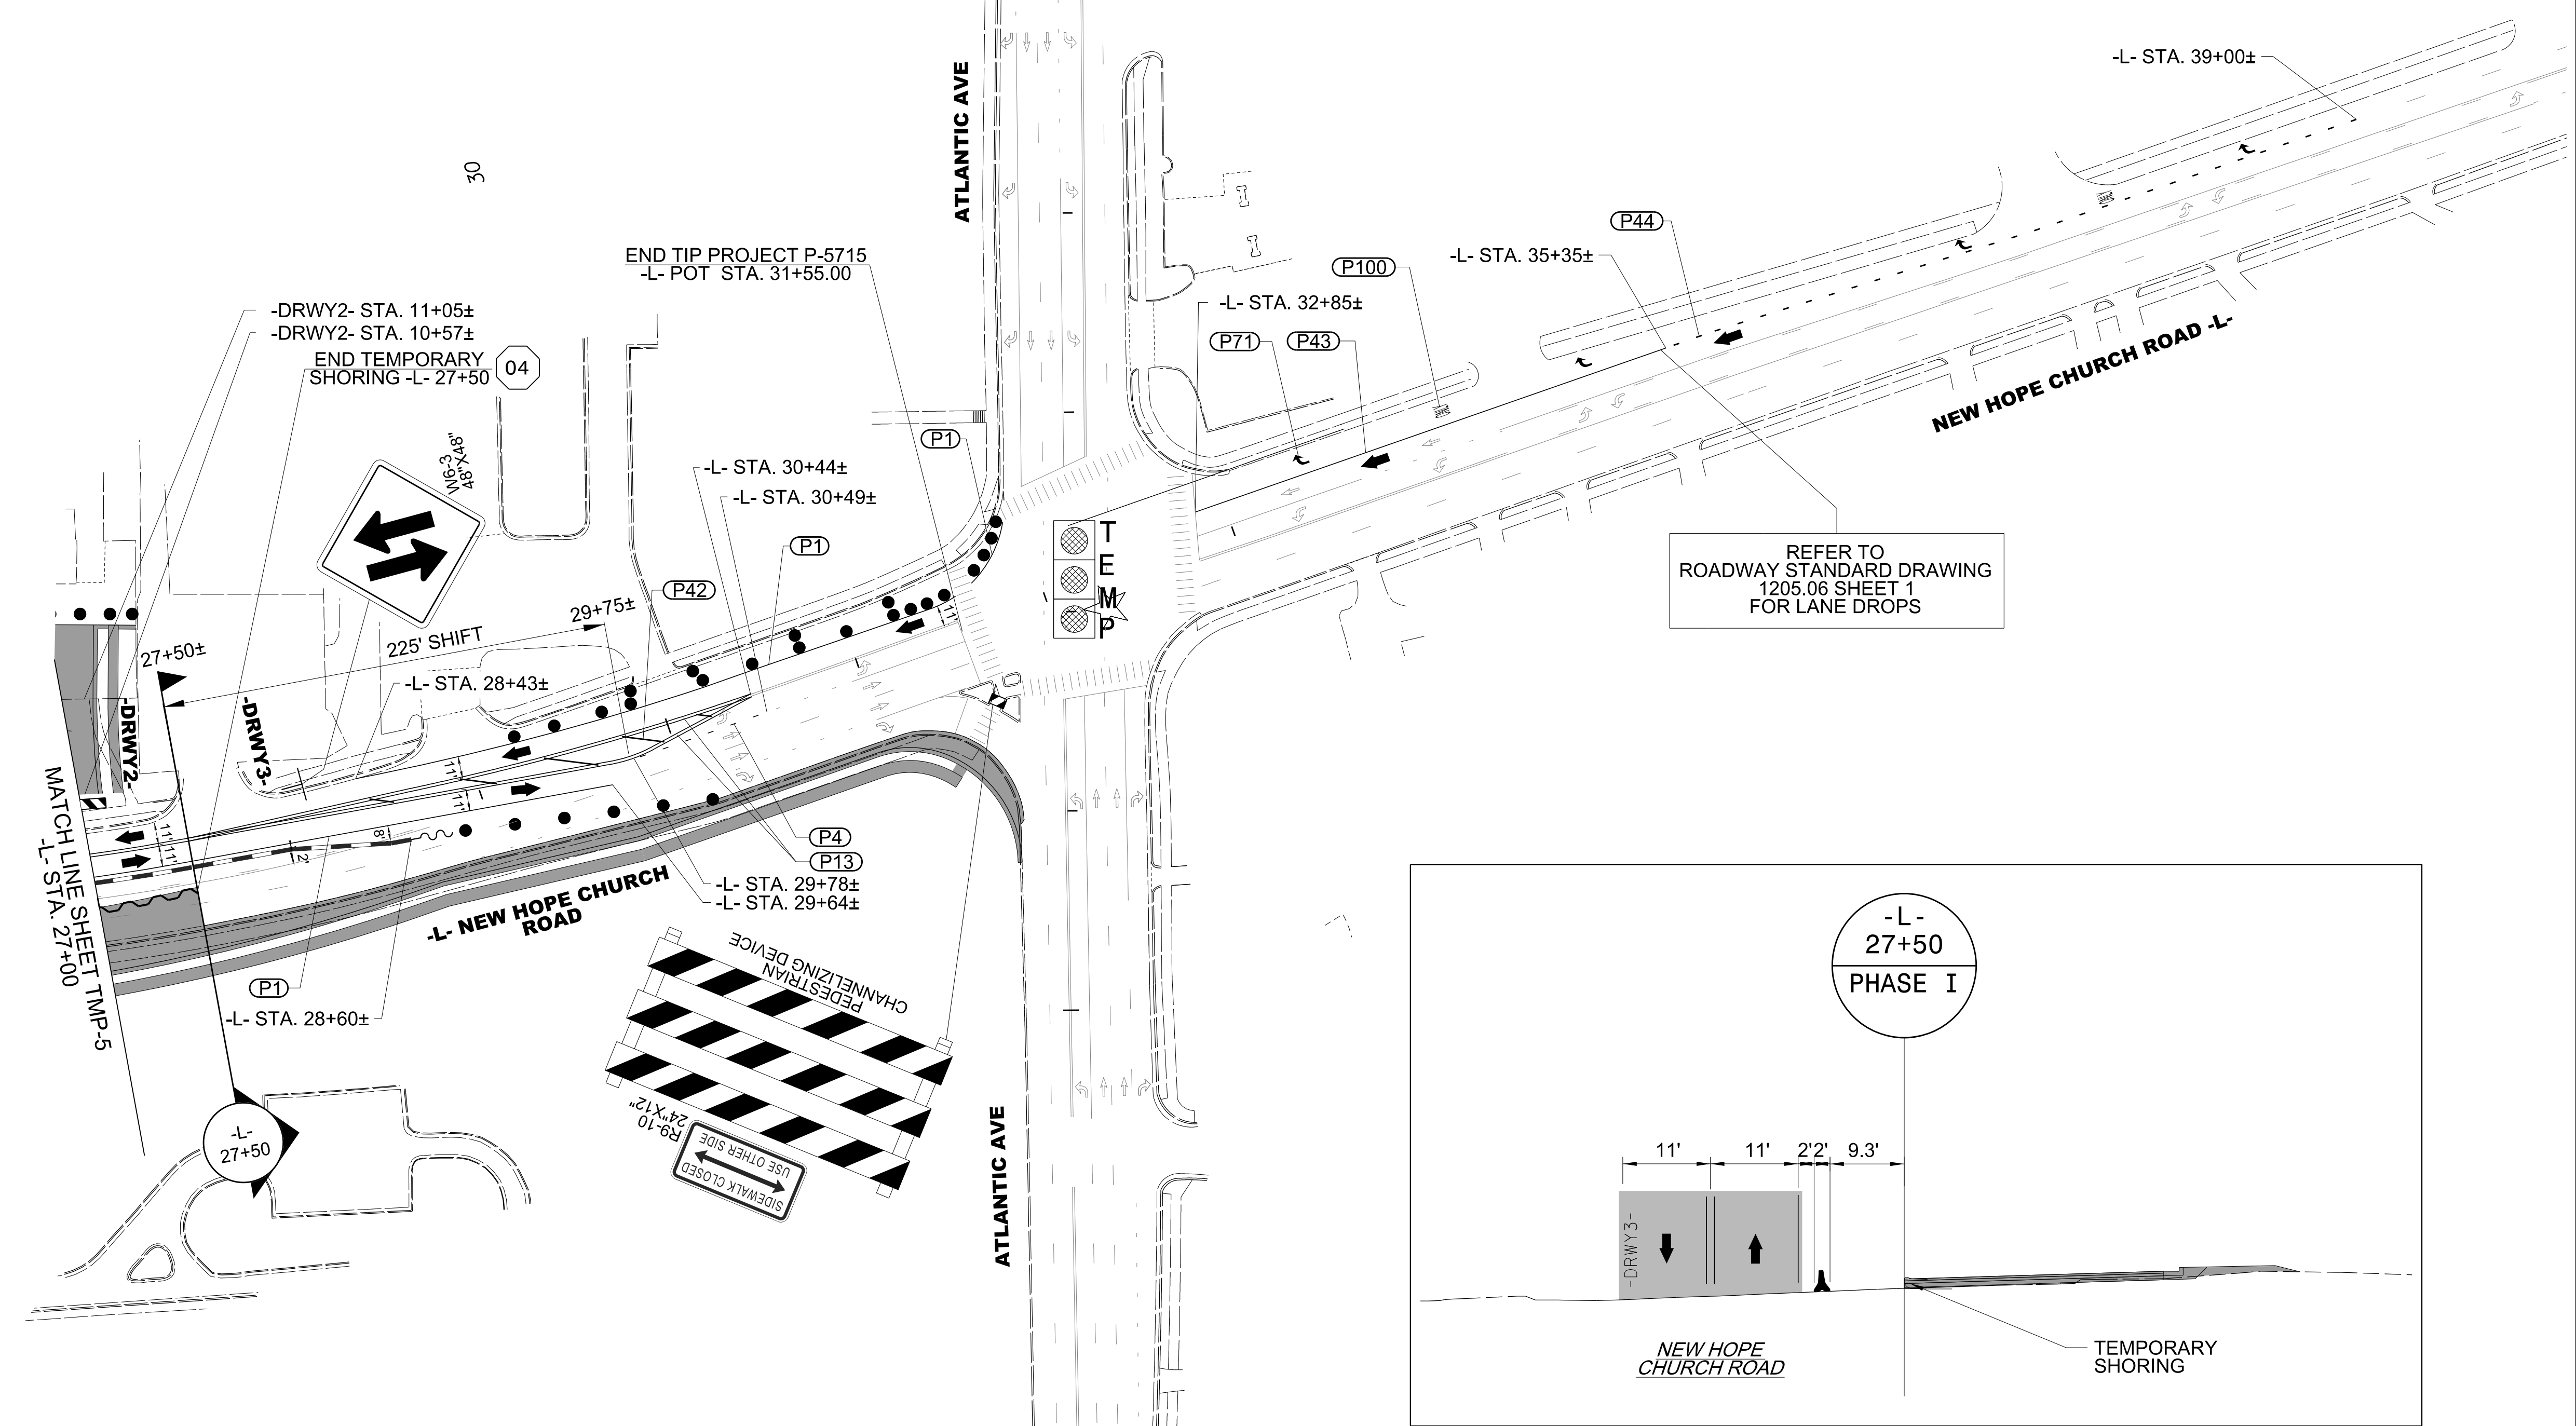 -L- STA. 39+00±
ATLANTIC AVE
30
P44
-L- STA. 35+35±
END TIP PROJECT P-5715
-L- POT STA. 31+55.00
P100
-L- STA. 32+85±
P71
P43
-DRWY2- STA. 11+05±
-DRWY2- STA. 10+57±
END TEMPORARY
SHORING -L- 27+50
04
NEW HOPE CHURCH ROAD -L-
W6-3
48"X48"
P1
-L- STA. 30+44±
-L- STA. 30+49±
P1
P42
TEMP
REFER TO
ROADWAY STANDARD DRAWING
1205.06 SHEET 1
FOR LANE DROPS
29+75±
225' SHIFT
27+50±
11'
-L- STA. 28+43±
-DRWY2-
-DRWY3-
11'
11'
11'
11'
8'
2'
MATCH LINE SHEET TMP-5
-L- STA. 27+00
P4
P13
-L- STA. 29+78±
-L- STA. 29+64±
-L- NEW HOPE CHURCH
ROAD
P1
-L- STA. 28+60±
PEDESTRIAN
CHANNELIZING DEVICE
R9-10
24"X12"
SIDEWALK CLOSED
USE OTHER SIDE
-L-
27+50
ATLANTIC AVE
-L-
27+50
PHASE I
11'
11'
2'
2'
9.3'
-DRWY3-
NEW HOPE
CHURCH ROAD
TEMPORARY
SHORING